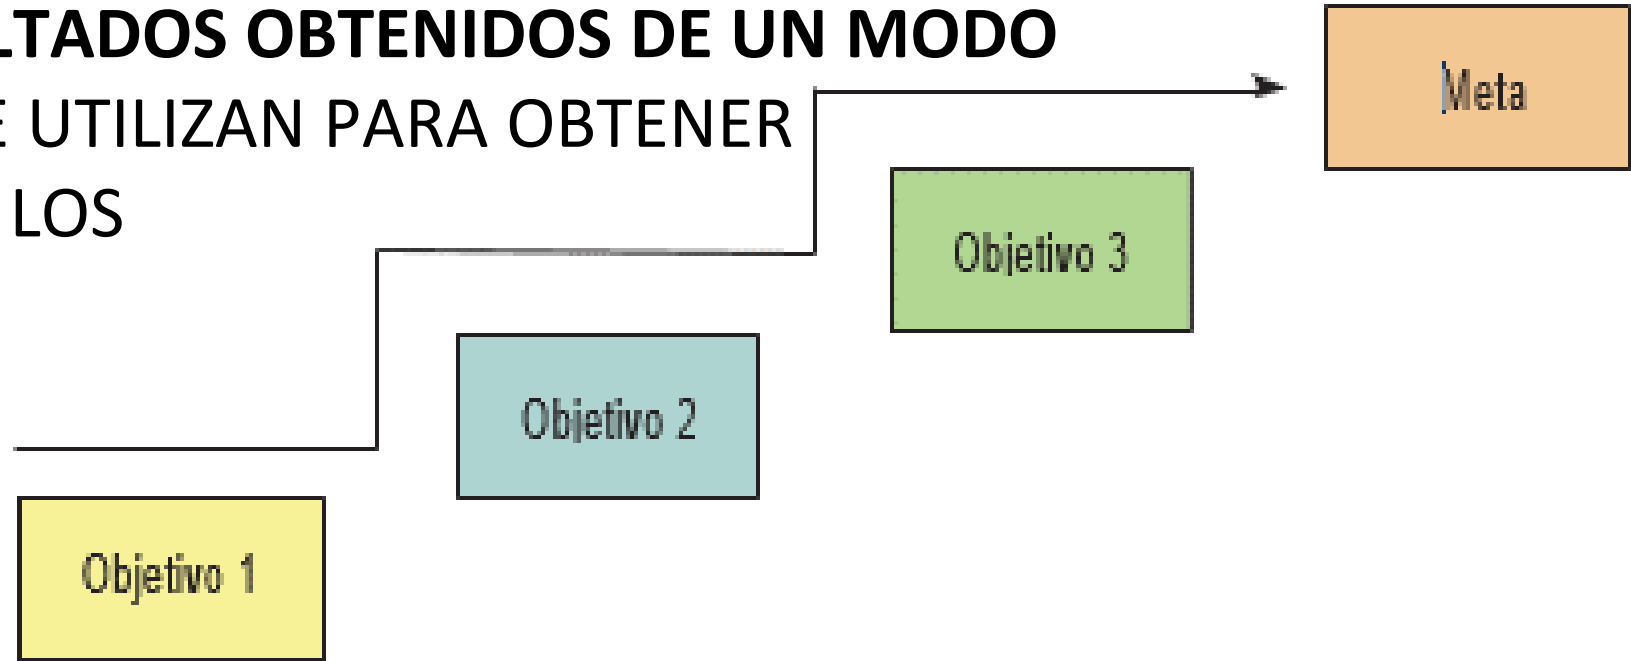 LTADOS OBTENIDOS DE UN MODO
E UTILIZAN PARA OBTENER
LOS
Meta
Objetivo 3
Objetivo 2
Objetivo 1